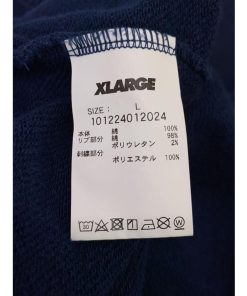 XLARGE
SIZE: L
101224012024
本体 綿 100%
リブ部分 綿 98%
ポリウレタン 2%
刺繍部分
ポリエステル 100%
30